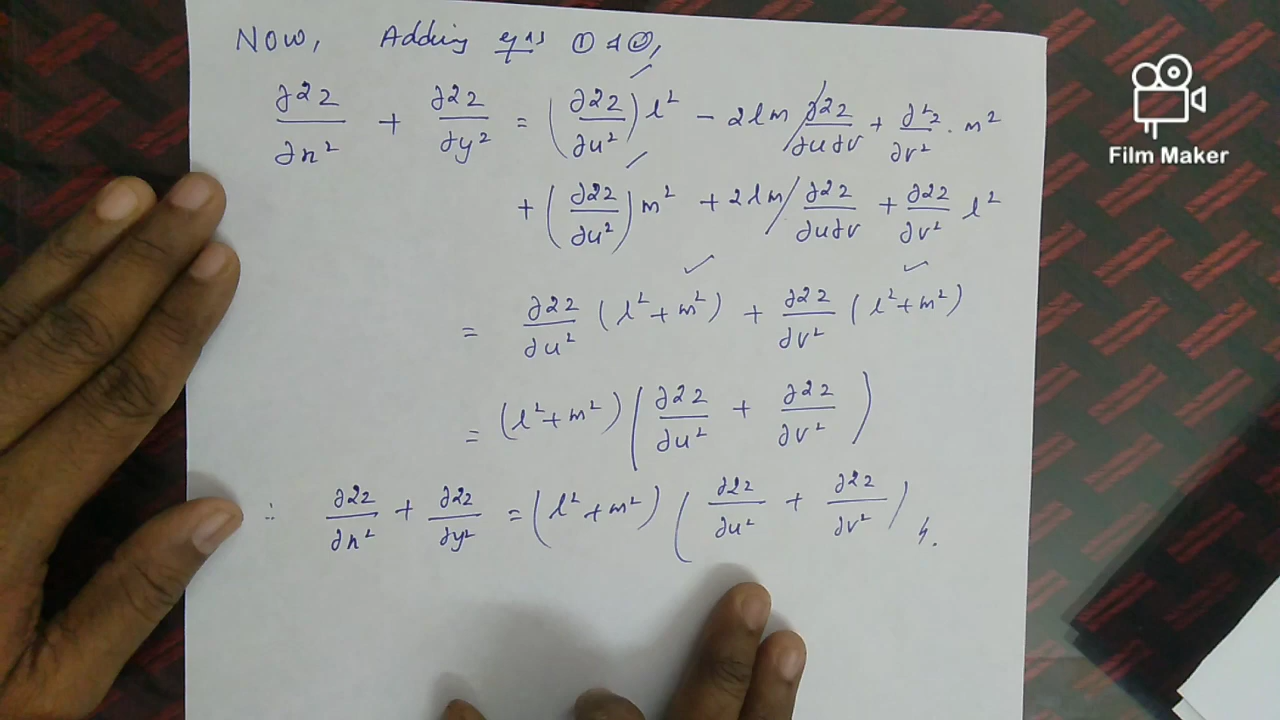 Now, Adding eqns ① & ②,
∂2z/∂x² + ∂2z/∂y² = (∂2z/∂u²) l² - 2lm ∂2z/∂u∂v + ∂²z/∂v² . m²
+ (∂2z/∂u²) m² + 2lm ∂2z/∂u∂v + ∂2z/∂v² l²
= ∂2z/∂u² (l²+m²) + ∂2z/∂v² (l²+m²)
= (l²+m²) (∂2z/∂u² + ∂2z/∂v²)
∴ ∂2z/∂x² + ∂2z/∂y² = (l²+m²) (∂2z/∂u² + ∂2z/∂v²)
Film Maker